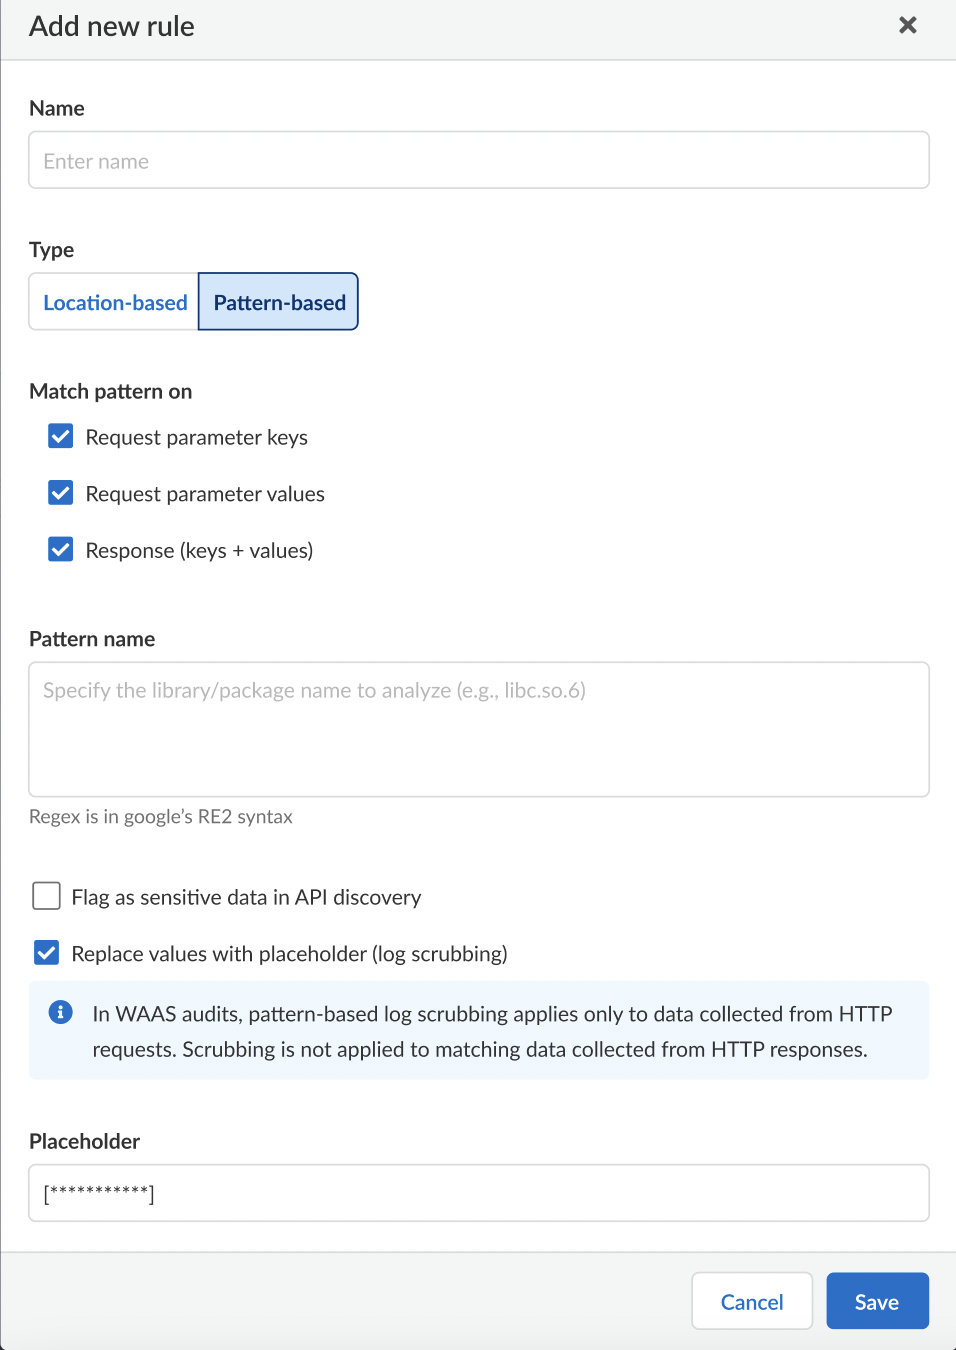 Add new rule
Name
Enter name
Type
Location-based Pattern-based
Match pattern on
Request parameter keys
Request parameter values
Response (keys + values)
Pattern name
Specify the library/package name to analyze (e.g., libc.so.6)
Regex is in google's RE2 syntax
Flag as sensitive data in API discovery
Replace values with placeholder (log scrubbing)
In WAAS audits, pattern-based log scrubbing applies only to data collected from HTTP
requests. Scrubbing is not applied to matching data collected from HTTP responses.
Placeholder
[***********]
Cancel Save